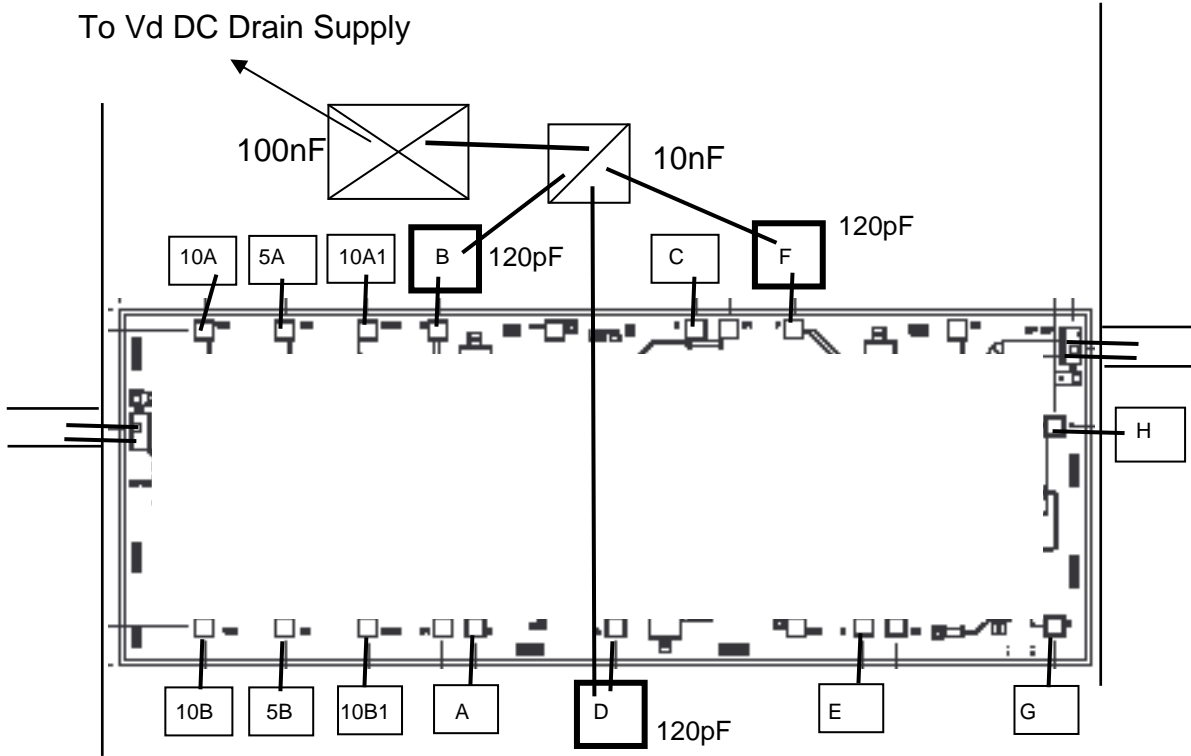 To Vd DC Drain Supply
100nF
10nF
120pF
10A
5A
10A1
B
120pF
C
F
H
10B
5B
10B1
A
D
120pF
E
G